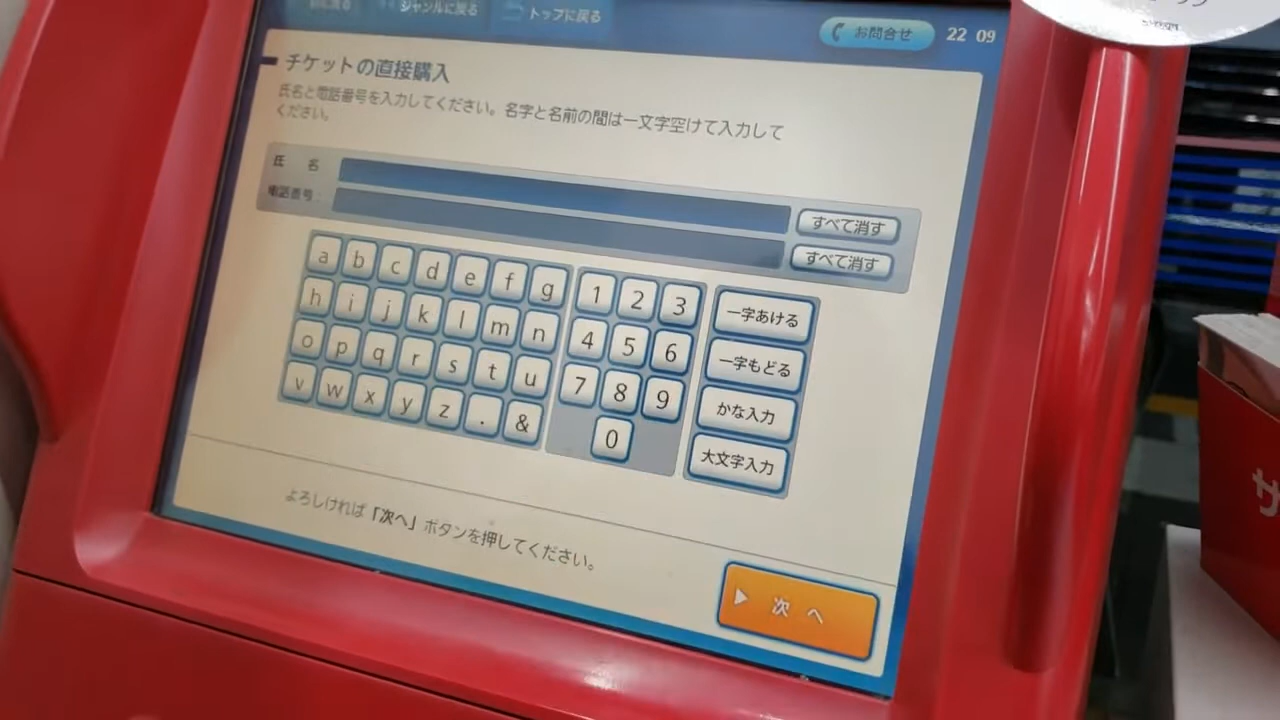 ジャンルに戻る
トップに戻る
お問合せ
22 09
チケットの直接購入
氏名と電話番号を入力してください。名字と名前の間は一文字空けて入力して
ください。
氏 名
電話番号:
すべて消す
すべて消す
a b c d e f g
h i j k l m n
o p q r s t u
v w x y z . &
1 2 3
4 5 6
7 8 9
0
一字あける
一字もどる
かな入力
大文字入力
よろしければ「次へ」ボタンを押してください。
次 へ
サ